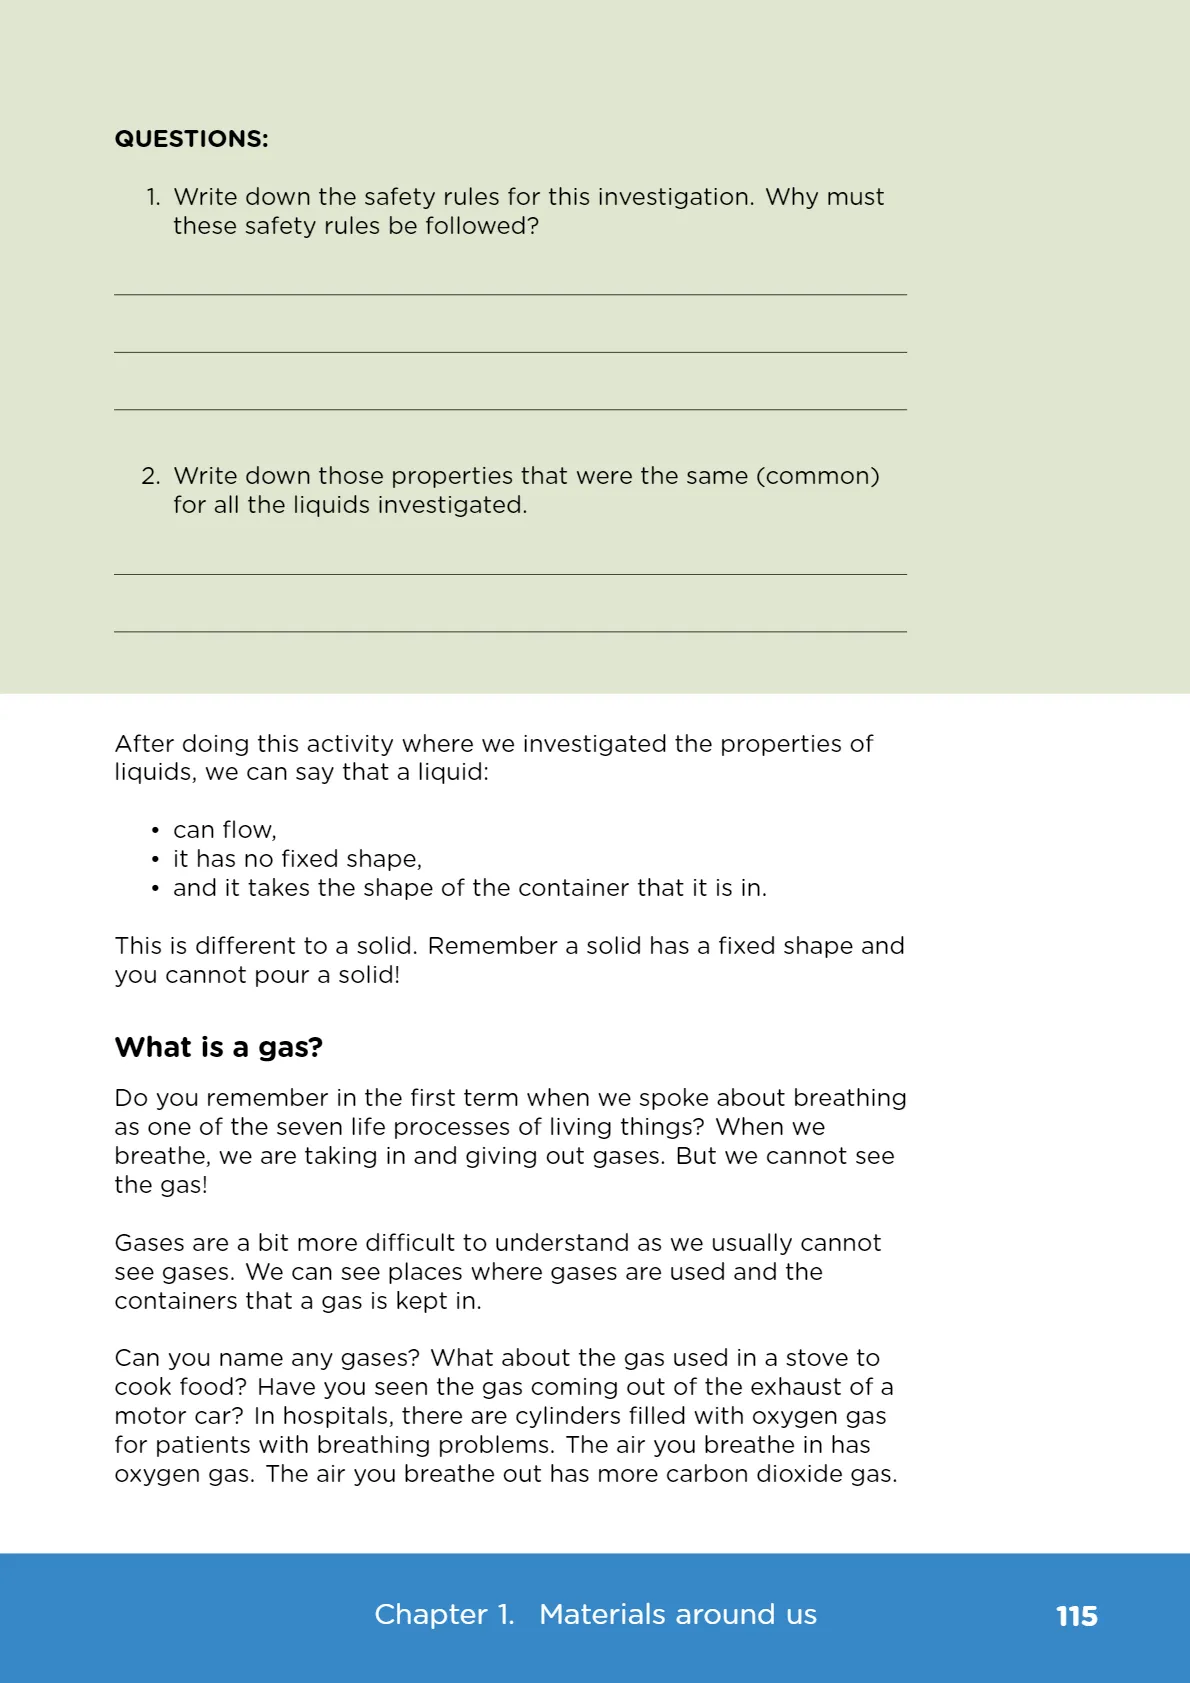 QUESTIONS:
1. Write down the safety rules for this investigation. Why must
these safety rules be followed?
2. Write down those properties that were the same (common)
for all the liquids investigated.
After doing this activity where we investigated the properties of
liquids, we can say that a liquid:
• can flow,
• it has no fixed shape,
• and it takes the shape of the container that it is in.
This is different to a solid. Remember a solid has a fixed shape and
you cannot pour a solid!
What is a gas?
Do you remember in the first term when we spoke about breathing
as one of the seven life processes of living things? When we
breathe, we are taking in and giving out gases. But we cannot see
the gas!
Gases are a bit more difficult to understand as we usually cannot
see gases. We can see places where gases are used and the
containers that a gas is kept in.
Can you name any gases? What about the gas used in a stove to
cook food? Have you seen the gas coming out of the exhaust of a
motor car? In hospitals, there are cylinders filled with oxygen gas
for patients with breathing problems. The air you breathe in has
oxygen gas. The air you breathe out has more carbon dioxide gas.
Chapter 1. Materials around us 115